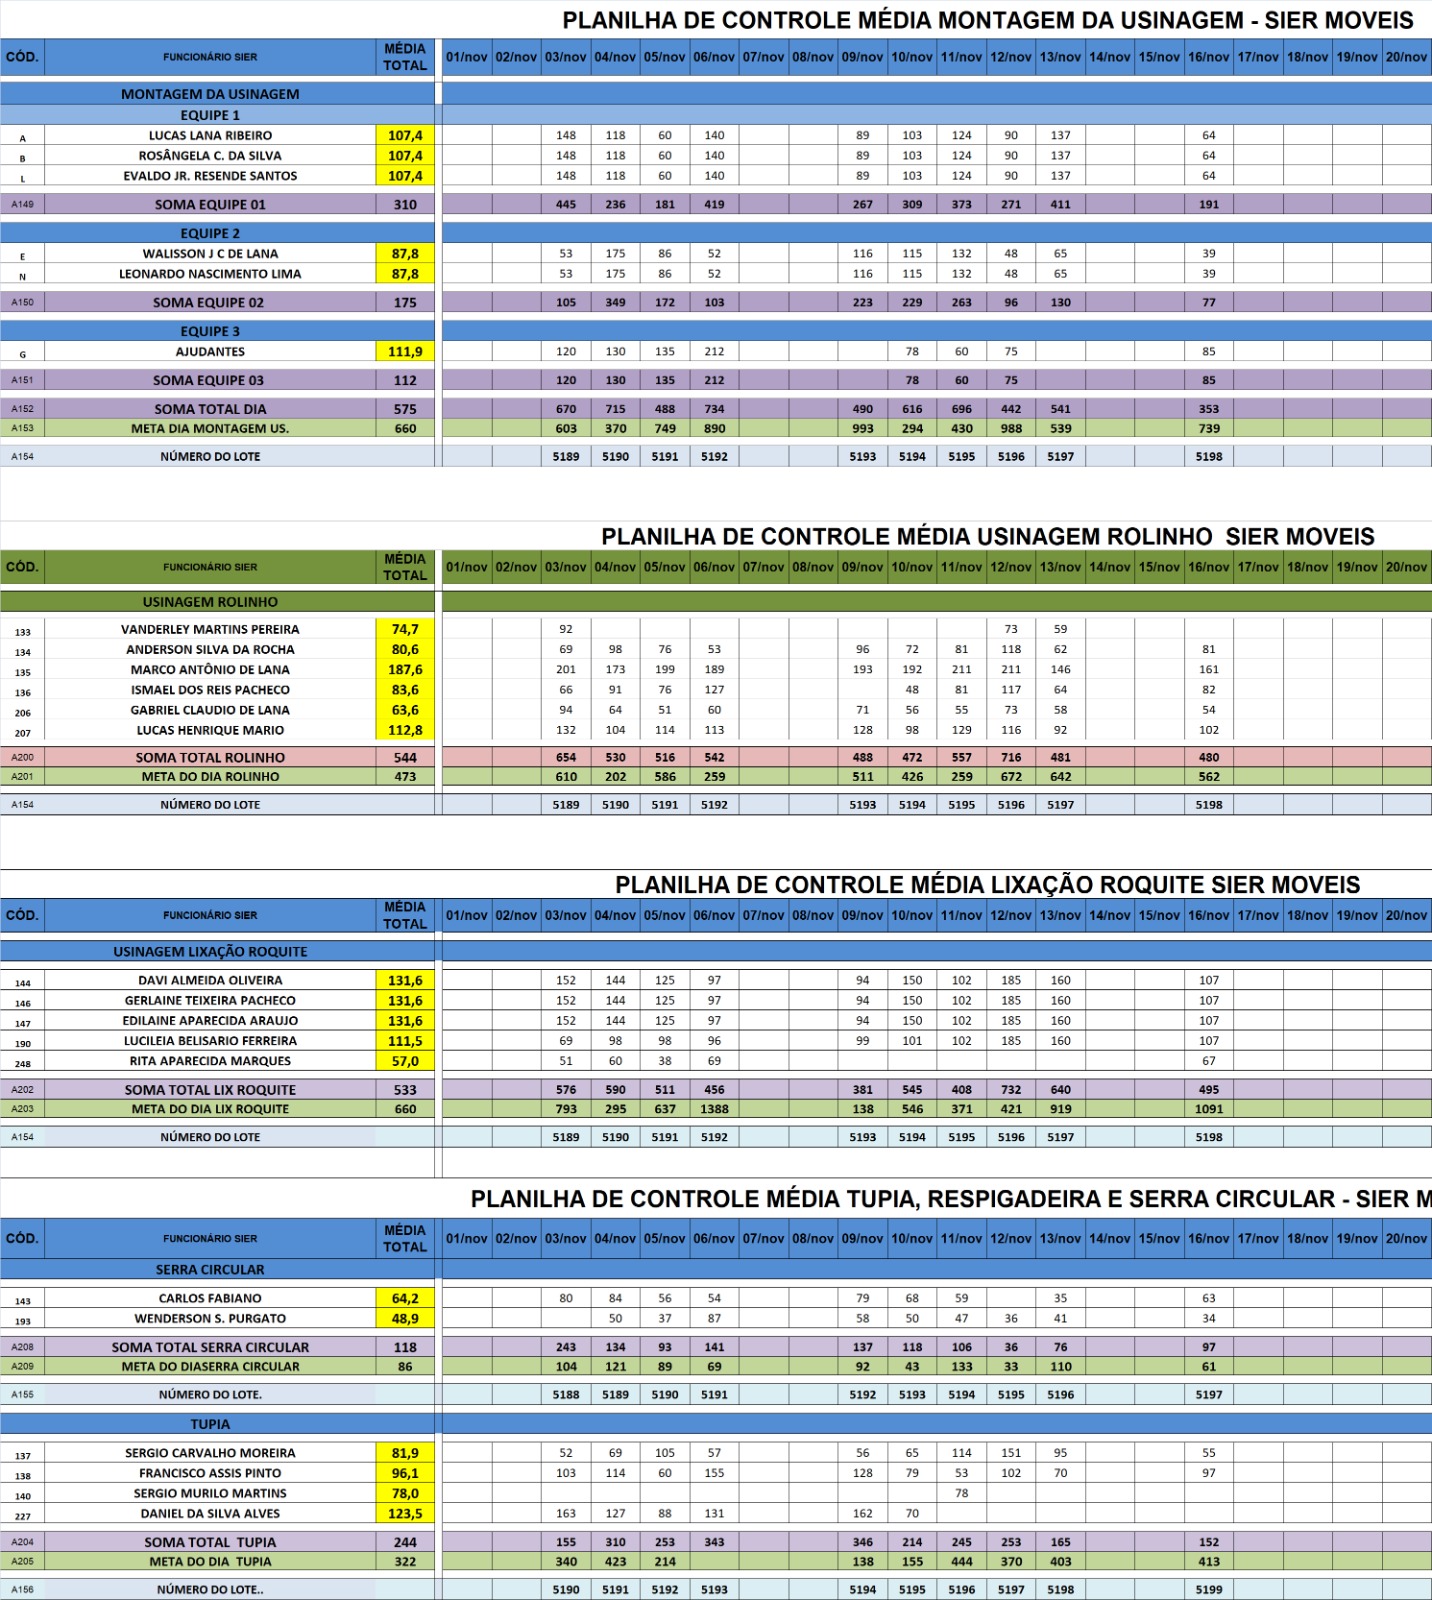 PLANILHA DE CONTROLE MÉDIA MONTAGEM DA USINAGEM - SIER MOVEIS
CÓD. FUNCIONÁRIO SIER MÉDIA TOTAL 01/nov 02/nov 03/nov 04/nov 05/nov 06/nov 07/nov 08/nov 09/nov 10/nov 11/nov 12/nov 13/nov 14/nov 15/nov 16/nov 17/nov 18/nov 19/nov 20/nov
MONTAGEM DA USINAGEM
EQUIPE 1
A LUCAS LANA RIBEIRO 107,4 148 118 60 140 89 103 124 90 137 64
B ROSÂNGELA C. DA SILVA 107,4 148 118 60 140 89 103 124 90 137 64
L EVALDO JR. RESENDE SANTOS 107,4 148 118 60 140 89 103 124 90 137 64
A149 SOMA EQUIPE 01 310 445 236 181 419 267 309 373 271 411 191
EQUIPE 2
E WALISSON J C DE LANA 87,8 53 175 86 52 116 115 132 48 65 39
N LEONARDO NASCIMENTO LIMA 87,8 53 175 86 52 116 115 132 48 65 39
A150 SOMA EQUIPE 02 175 105 349 172 103 223 229 263 96 130 77
EQUIPE 3
G AJUDANTES 111,9 120 130 135 212 78 60 75 85
A151 SOMA EQUIPE 03 112 120 130 135 212 78 60 75 85
A152 SOMA TOTAL DIA 575 670 715 488 734 490 616 696 442 541 353
A153 META DIA MONTAGEM US. 660 603 370 749 890 993 294 430 988 539 739
A154 NÚMERO DO LOTE 5189 5190 5191 5192 5193 5194 5195 5196 5197 5198
PLANILHA DE CONTROLE MÉDIA USINAGEM ROLINHO SIER MOVEIS
CÓD. FUNCIONÁRIO SIER MÉDIA TOTAL 01/nov 02/nov 03/nov 04/nov 05/nov 06/nov 07/nov 08/nov 09/nov 10/nov 11/nov 12/nov 13/nov 14/nov 15/nov 16/nov 17/nov 18/nov 19/nov 20/nov
USINAGEM ROLINHO
133 VANDERLEY MARTINS PEREIRA 74,7 92 73 59
134 ANDERSON SILVA DA ROCHA 80,6 69 98 76 53 96 72 81 118 62 81
135 MARCO ANTÔNIO DE LANA 187,6 201 173 199 189 193 192 211 211 146 161
136 ISMAEL DOS REIS PACHECO 83,6 66 91 76 127 48 81 117 64 82
206 GABRIEL CLAUDIO DE LANA 63,6 94 64 51 60 71 56 55 73 58 54
207 LUCAS HENRIQUE MARIO 112,8 132 104 114 113 128 98 129 116 92 102
A200 SOMA TOTAL ROLINHO 544 654 530 516 542 488 472 557 716 481 480
A201 META DO DIA ROLINHO 473 610 202 586 259 511 426 259 672 642 562
A154 NÚMERO DO LOTE 5189 5190 5191 5192 5193 5194 5195 5196 5197 5198
PLANILHA DE CONTROLE MÉDIA LIXAÇÃO ROQUITE SIER MOVEIS
CÓD. FUNCIONÁRIO SIER MÉDIA TOTAL 01/nov 02/nov 03/nov 04/nov 05/nov 06/nov 07/nov 08/nov 09/nov 10/nov 11/nov 12/nov 13/nov 14/nov 15/nov 16/nov 17/nov 18/nov 19/nov 20/nov
USINAGEM LIXAÇÃO ROQUITE
144 DAVI ALMEIDA OLIVEIRA 131,6 152 144 125 97 94 150 102 185 160 107
146 GERLAINE TEIXEIRA PACHECO 131,6 152 144 125 97 94 150 102 185 160 107
147 EDILAINE APARECIDA ARAUJO 131,6 152 144 125 97 94 150 102 185 160 107
190 LUCILEIA BELISARIO FERREIRA 111,5 69 98 98 96 99 101 102 185 160 107
248 RITA APARECIDA MARQUES 57,0 51 60 38 69 67
A202 SOMA TOTAL LIX ROQUITE 533 576 590 511 456 381 545 408 732 640 495
A203 META DO DIA LIX ROQUITE 660 793 295 637 1388 138 546 371 421 919 1091
A154 NÚMERO DO LOTE 5189 5190 5191 5192 5193 5194 5195 5196 5197 5198
PLANILHA DE CONTROLE MÉDIA TUPIA, RESPIGADEIRA E SERRA CIRCULAR - SIER M
CÓD. FUNCIONÁRIO SIER MÉDIA TOTAL 01/nov 02/nov 03/nov 04/nov 05/nov 06/nov 07/nov 08/nov 09/nov 10/nov 11/nov 12/nov 13/nov 14/nov 15/nov 16/nov 17/nov 18/nov 19/nov 20/nov
SERRA CIRCULAR
143 CARLOS FABIANO 64,2 80 84 56 54 79 68 59 35 63
193 WENDERSON S. PURGATO 48,9 50 37 87 58 50 47 36 41 34
A208 SOMA TOTAL SERRA CIRCULAR 118 243 134 93 141 137 118 106 36 76 97
A209 META DO DIASERRA CIRCULAR 86 104 121 89 69 92 43 133 33 110 61
A155 NÚMERO DO LOTE. 5188 5189 5190 5191 5192 5193 5194 5195 5196 5197
TUPIA
137 SERGIO CARVALHO MOREIRA 81,9 52 69 105 57 56 65 114 151 95 55
138 FRANCISCO ASSIS PINTO 96,1 103 114 60 155 128 79 53 102 70 97
140 SERGIO MURILO MARTINS 78,0 78
227 DANIEL DA SILVA ALVES 123,5 163 127 88 131 162 70
A204 SOMA TOTAL TUPIA 244 155 310 253 343 346 214 245 253 165 152
A205 META DO DIA TUPIA 322 340 423 214 138 155 444 370 403 413
A156 NÚMERO DO LOTE.. 5190 5191 5192 5193 5194 5195 5196 5197 5198 5199